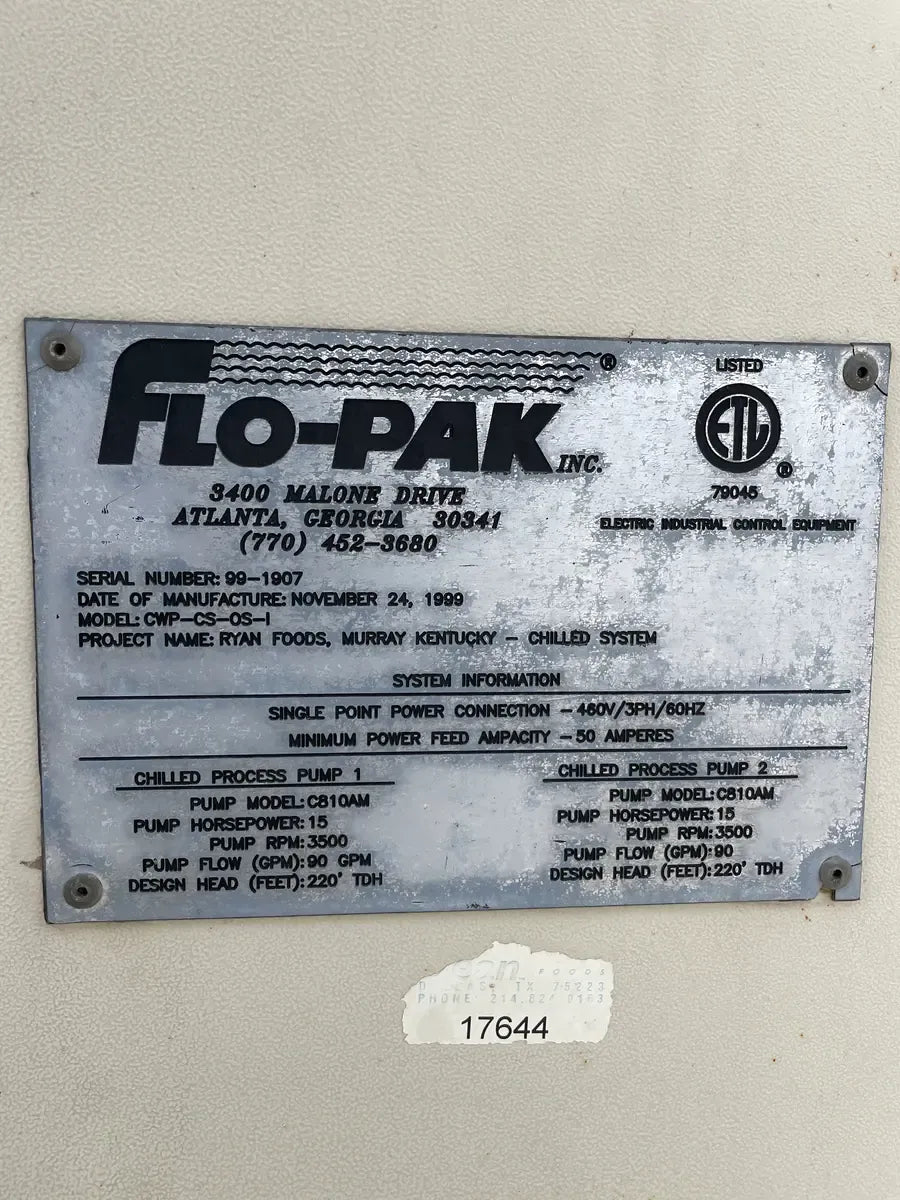 FLO-PAK INC.®
3400 MALONE DRIVE
ATLANTA, GEORGIA 30341
(770) 452-3680
LISTED
ETL®
79045
ELECTRIC INDUSTRIAL CONTROL EQUIPMENT
SERIAL NUMBER: 99-1907
DATE OF MANUFACTURE: NOVEMBER 24, 1999
MODEL: CWP-CS-OS-I
PROJECT NAME: RYAN FOODS, MURRAY KENTUCKY - CHILLED SYSTEM
SYSTEM INFORMATION
SINGLE POINT POWER CONNECTION - 460V/3PH/60HZ
MINIMUM POWER FEED AMPACITY - 50 AMPERES
CHILLED PROCESS PUMP 1
PUMP MODEL: C810AM
PUMP HORSEPOWER: 15
PUMP RPM: 3500
PUMP FLOW (GPM): 90 GPM
DESIGN HEAD (FEET): 220' TDH
CHILLED PROCESS PUMP 2
PUMP MODEL: C810AM
PUMP HORSEPOWER: 15
PUMP RPM: 3500
PUMP FLOW (GPM): 90
DESIGN HEAD (FEET): 220' TDH
FOODS
TX 75223
PHONE
17644